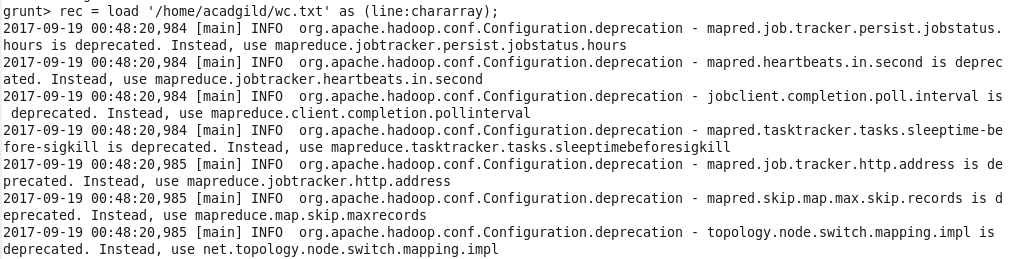 grunt> rec = load '/home/acadgild/wc.txt' as (line:chararray);
2017-09-19 00:48:20,984 [main] INFO  org.apache.hadoop.conf.Configuration.deprecation - mapred.job.tracker.persist.jobstatus.
hours is deprecated. Instead, use mapreduce.jobtracker.persist.jobstatus.hours
2017-09-19 00:48:20,984 [main] INFO  org.apache.hadoop.conf.Configuration.deprecation - mapred.heartbeats.in.second is deprec
ated. Instead, use mapreduce.jobtracker.heartbeats.in.second
2017-09-19 00:48:20,984 [main] INFO  org.apache.hadoop.conf.Configuration.deprecation - jobclient.completion.poll.interval is
 deprecated. Instead, use mapreduce.client.completion.pollinterval
2017-09-19 00:48:20,984 [main] INFO  org.apache.hadoop.conf.Configuration.deprecation - mapred.tasktracker.tasks.sleeptime-be
fore-sigkill is deprecated. Instead, use mapreduce.tasktracker.tasks.sleeptimebeforesigkill
2017-09-19 00:48:20,985 [main] INFO  org.apache.hadoop.conf.Configuration.deprecation - mapred.job.tracker.http.address is de
precated. Instead, use mapreduce.jobtracker.http.address
2017-09-19 00:48:20,985 [main] INFO  org.apache.hadoop.conf.Configuration.deprecation - mapred.skip.map.max.skip.records is d
eprecated. Instead, use mapreduce.map.skip.maxrecords
2017-09-19 00:48:20,985 [main] INFO  org.apache.hadoop.conf.Configuration.deprecation - topology.node.switch.mapping.impl is
deprecated. Instead, use net.topology.node.switch.mapping.impl